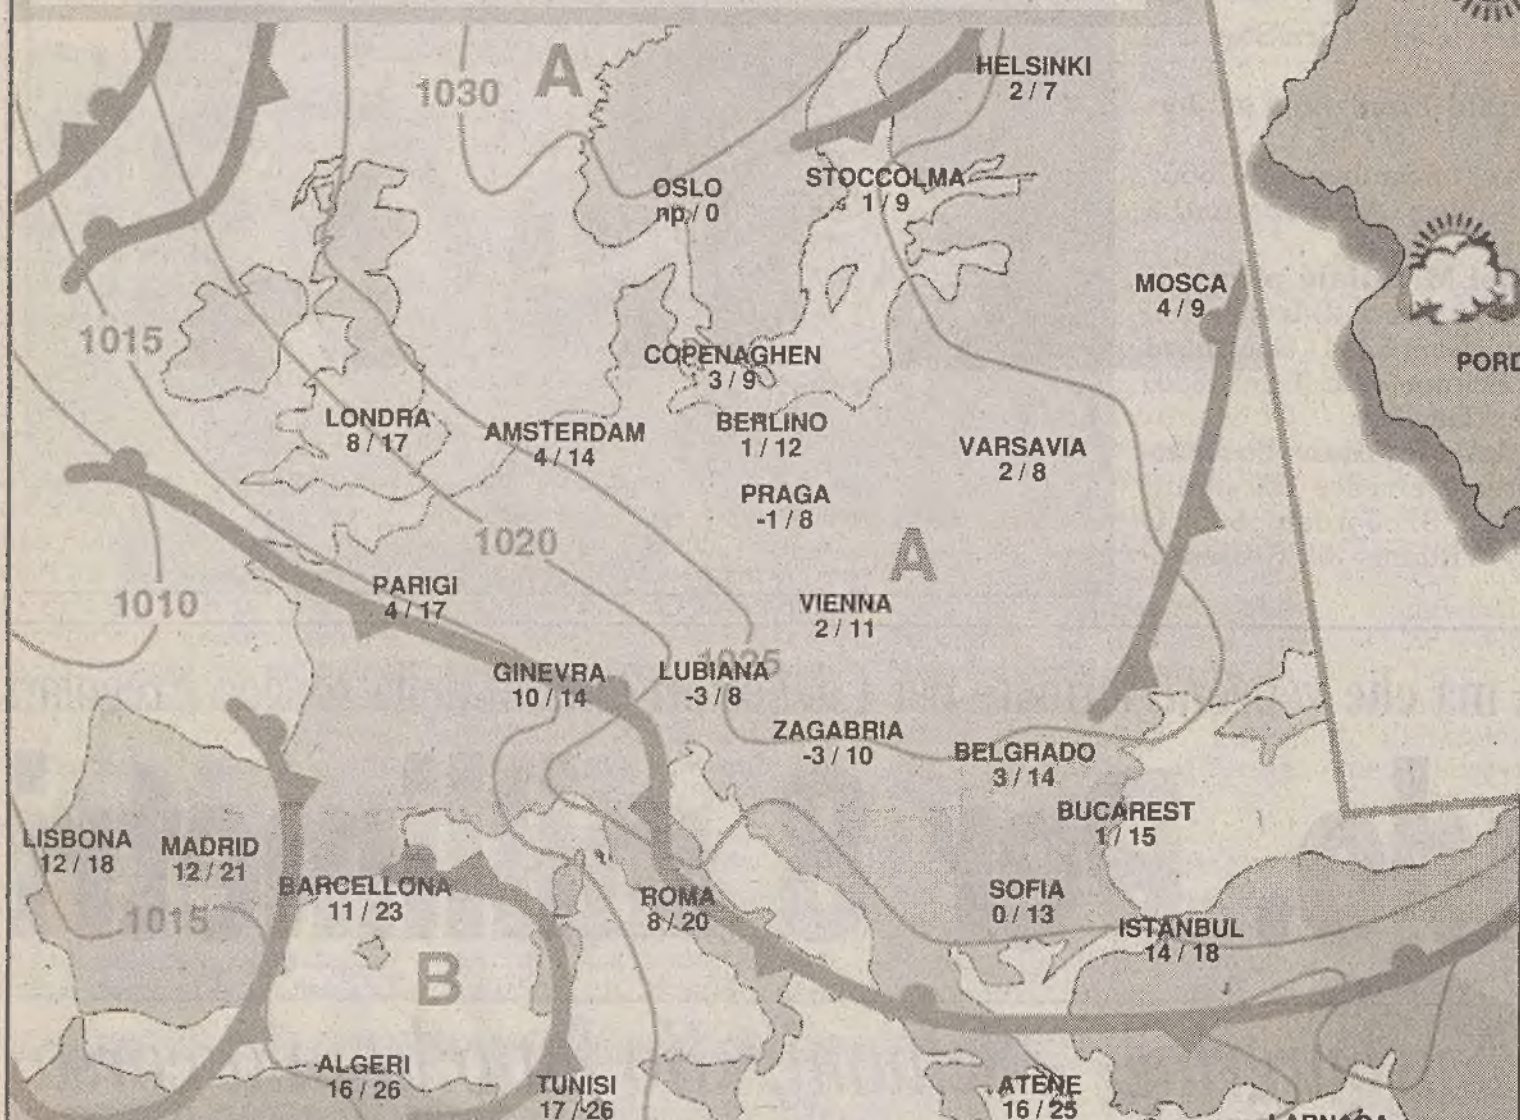 1030
A
HELSINKI
2 / 7
OSLO
np / 0
STOCCOLMA
1 / 9
MOSCA
4 / 9
1015
COPENAGHEN
3 / 9
PORD
LONDRA
8 / 17
AMSTERDAM
4 / 14
BERLINO
1 / 12
VARSAVIA
2 / 8
PRAGA
-1 / 8
1020
A
1010
PARIGI
4 / 17
VIENNA
2 / 11
1025
GINEVRA
10 / 14
LUBIANA
-3 / 8
ZAGABRIA
-3 / 10
BELGRADO
3 / 14
BUCAREST
1 / 15
LISBONA
12 / 18
MADRID
12 / 21
BARCELLONA
11 / 23
ROMA
8 / 20
SOFIA
0 / 13
1015
ISTANBUL
14 / 18
B
ALGERI
16 / 26
TUNISI
17 / 26
ATENE
16 / 25
LARNACA